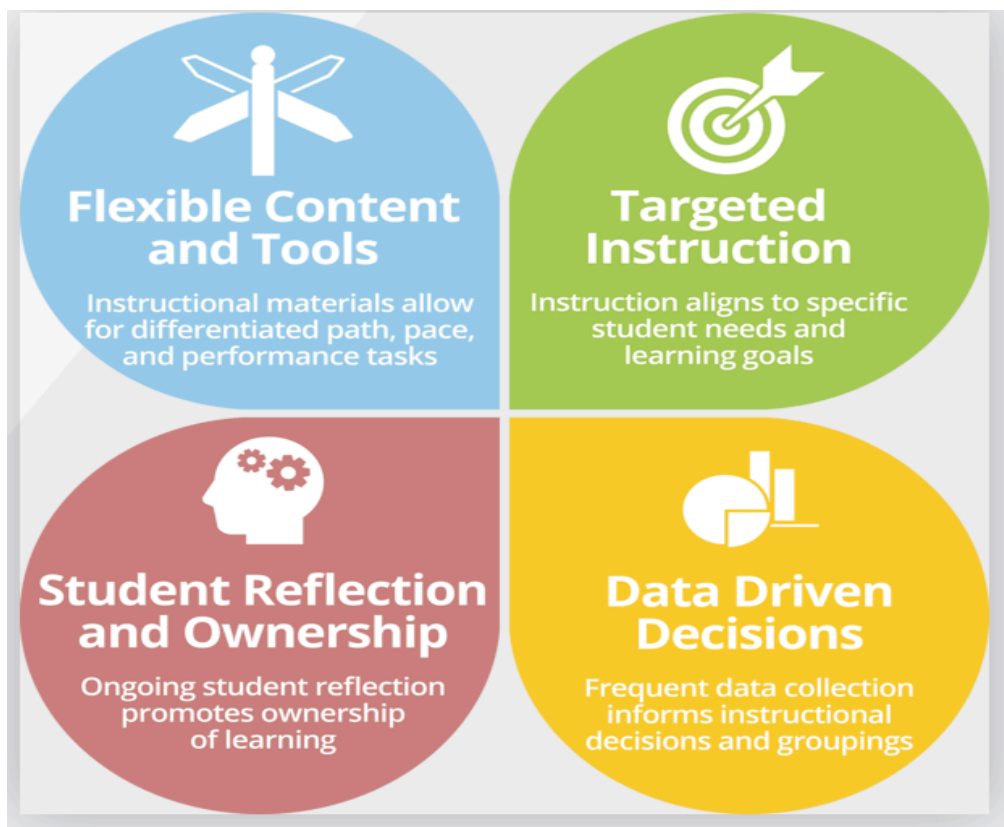 Flexible Content
and Tools
Instructional materials allow
for differentiated path, pace,
and performance tasks
Targeted
Instruction
Instruction aligns to specific
student needs and
learning goals
Student Reflection
and Ownership
Ongoing student reflection
promotes ownership
of learning
Data Driven
Decisions
Frequent data collection
informs instructional
decisions and groupings